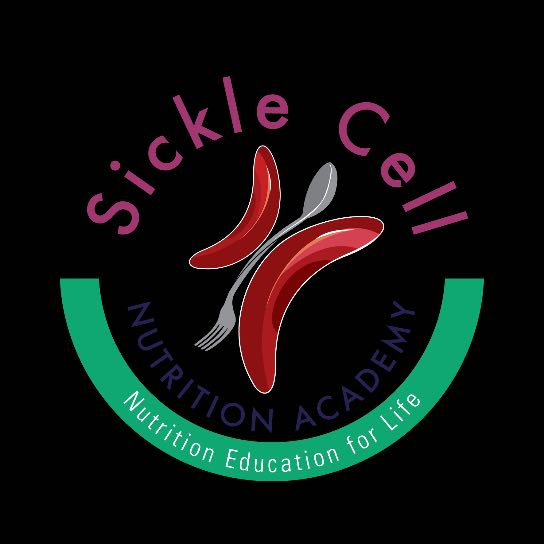 Sickle Cell
NUTRITION ACADEMY
Nutrition Education for Life